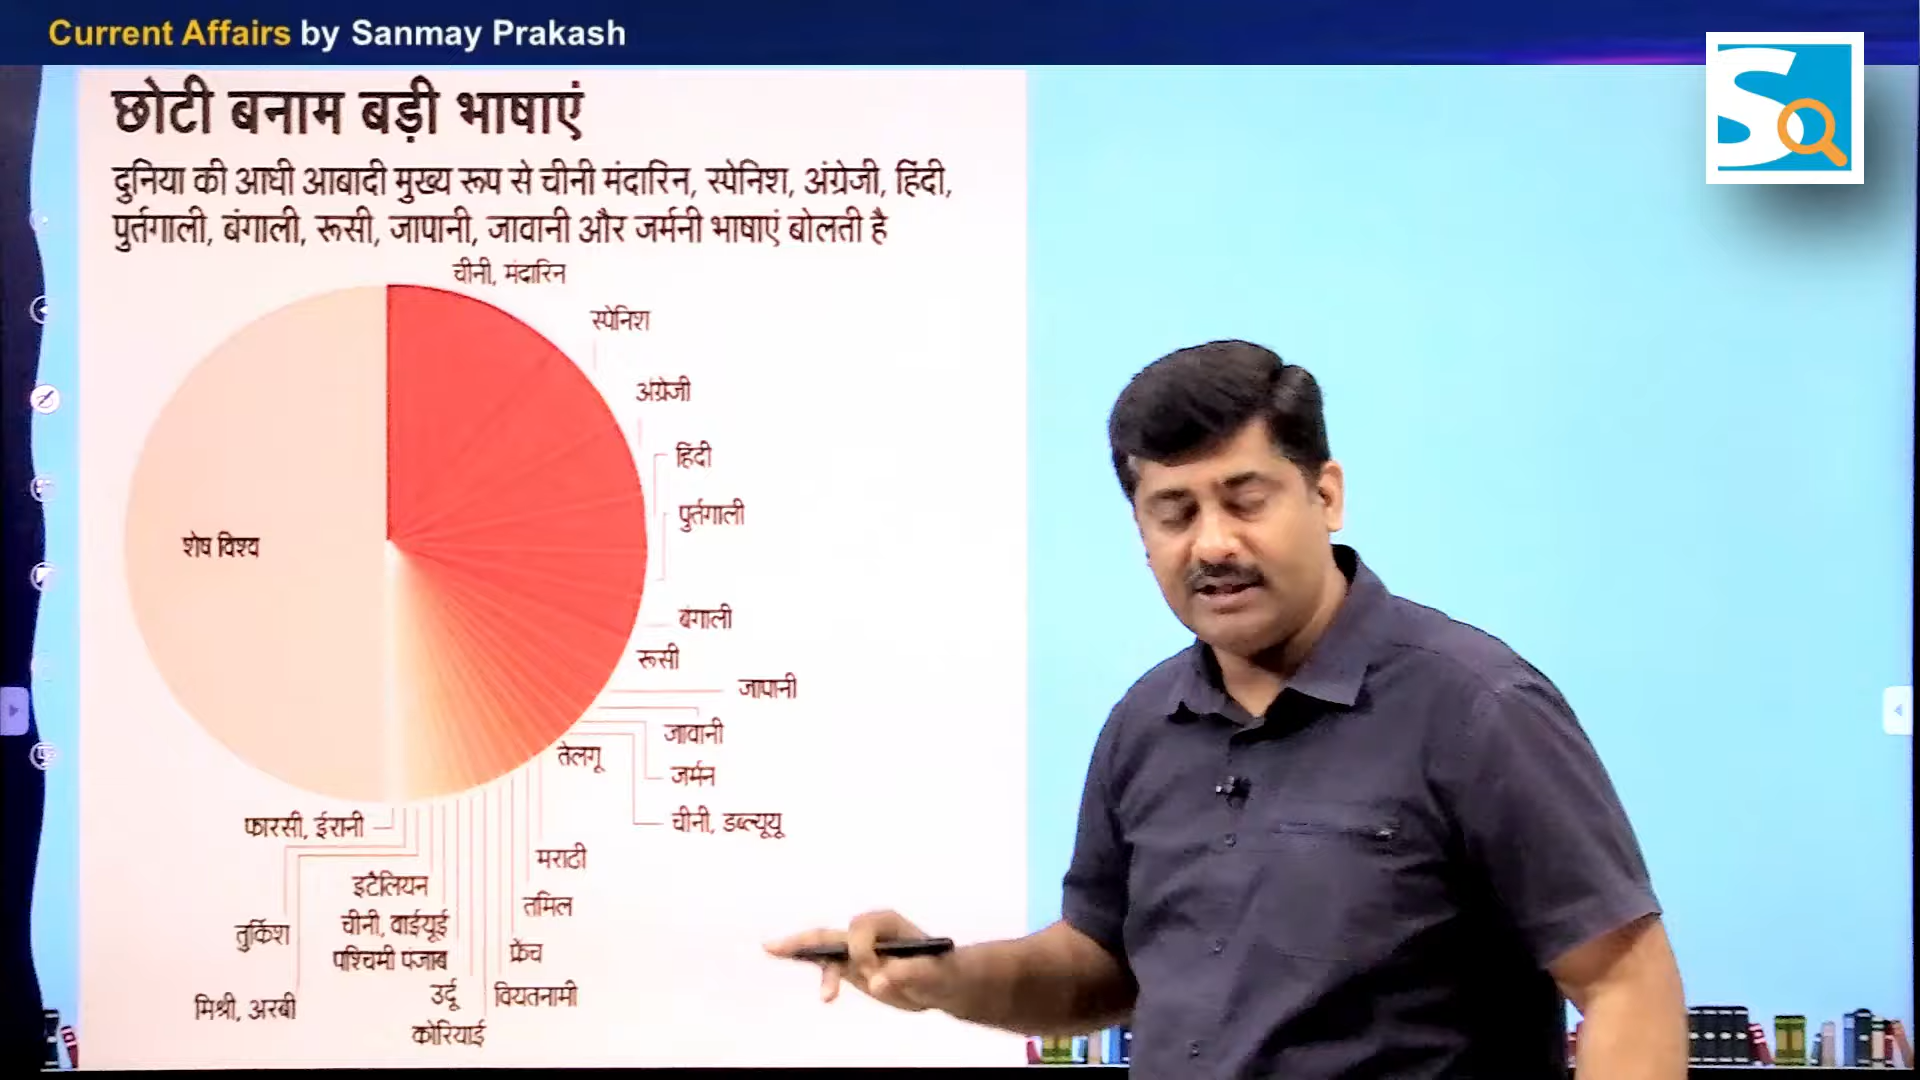 Current Affairs by Sanmay Prakash
SQ
छोटी बनाम बड़ी भाषाएं
दुनिया की आधी आबादी मुख्य रूप से चीनी मंदारिन, स्पेनिश, अंग्रेजी, हिंदी,
पुर्तगाली, बंगाली, रूसी, जापानी, जावानी और जर्मनी भाषाएं बोलती है
चीनी, मंदारिन
स्पेनिश
अंग्रेजी
हिंदी
पुर्तगाली
शेष विश्व
बंगाली
रूसी
जापानी
जावानी
तेलगू
जर्मन
चीनी, डब्ल्यूयू
फारसी, ईरानी
मराठी
इटैलियन
तमिल
चीनी, वाईयूई
तुर्किश
पश्चिमी पंजाब
फ्रेंच
उर्दू
वियतनामी
मिश्री, अरबी
कोरियाई